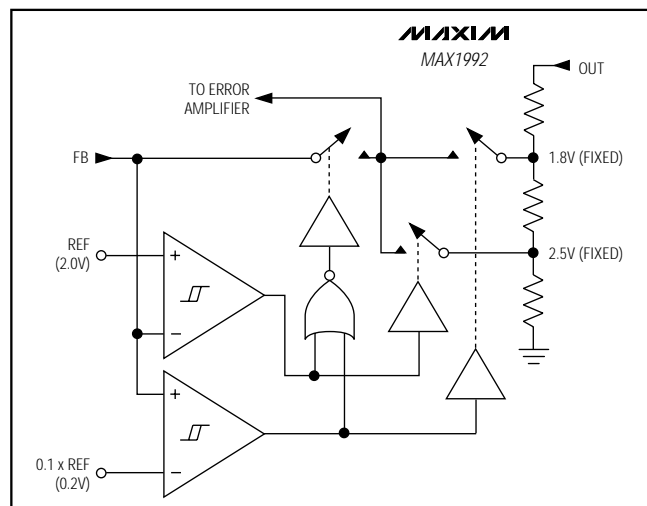 MAXIM
MAX1992
OUT
TO ERROR
AMPLIFIER
FB
1.8V (FIXED)
REF
(2.0V)
2.5V (FIXED)
+
−
+
−
0.1 x REF
(0.2V)